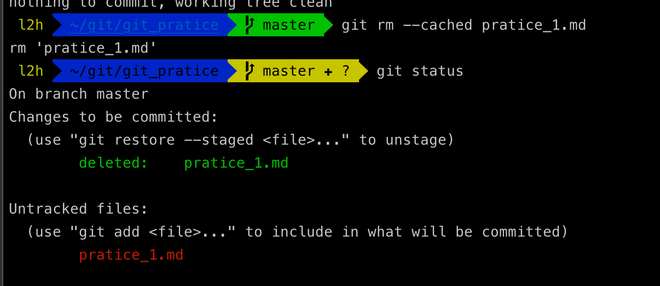 nothing to commit, working tree clean
l2h ~/git/git_pratice master git rm --cached pratice_1.md
rm 'pratice_1.md'
l2h ~/git/git_pratice master + ? git status
On branch master
Changes to be committed:
(use "git restore --staged <file>..." to unstage)
deleted: pratice_1.md
Untracked files:
(use "git add <file>..." to include in what will be committed)
pratice_1.md